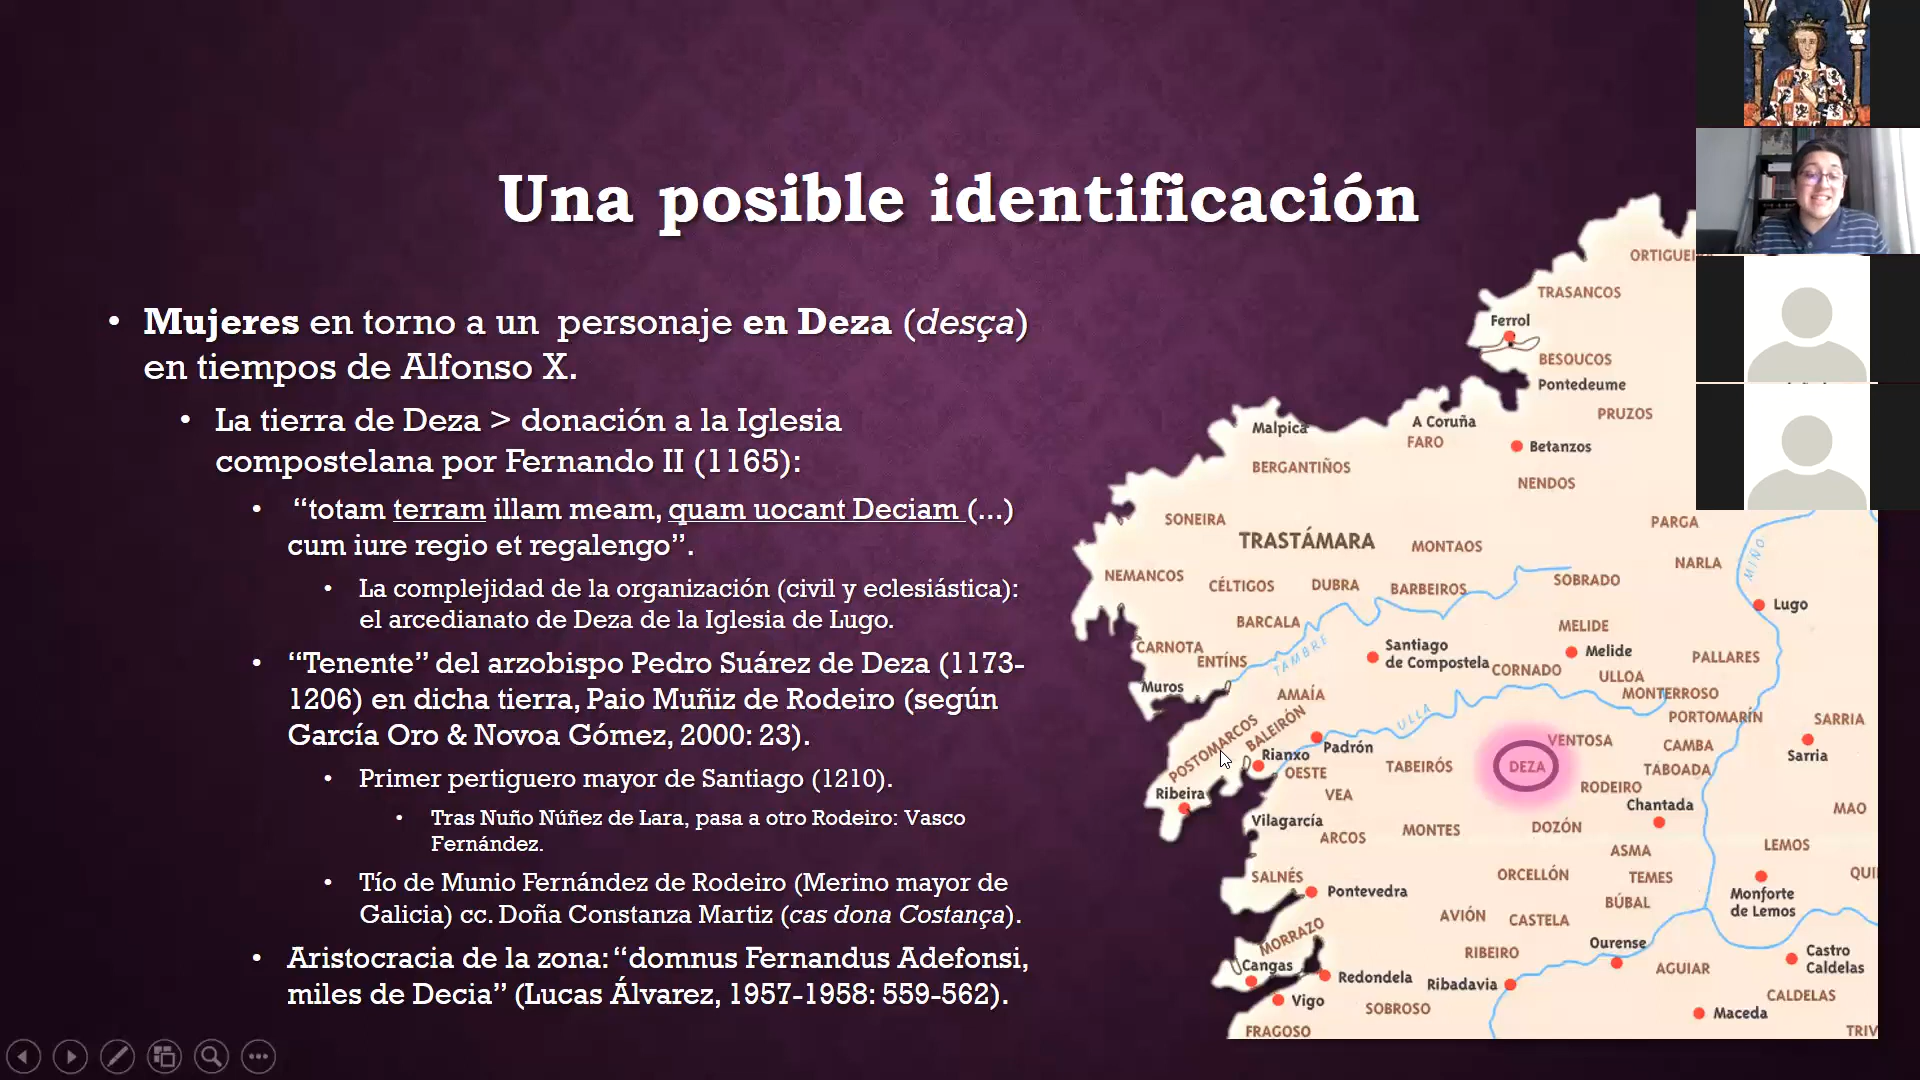 Una posible identificación
• Mujeres en torno a un personaje en Deza (desça)
en tiempos de Alfonso X.
• La tierra de Deza > donación a la Iglesia
compostelana por Fernando II (1165):
• “totam terram illam meam, quam uocant Deciam (...)
cum iure regio et regalengo”.
• La complejidad de la organización (civil y eclesiástica):
el arcedianato de Deza de la Iglesia de Lugo.
• “Tenente” del arzobispo Pedro Suárez de Deza (1173-
1206) en dicha tierra, Paio Muñiz de Rodeiro (según
García Oro & Novoa Gómez, 2000: 23).
• Primer pertiguero mayor de Santiago (1210).
• Tras Nuño Núñez de Lara, pasa a otro Rodeiro: Vasco
Fernández.
• Tío de Munio Fernández de Rodeiro (Merino mayor de
Galicia) cc. Doña Constanza Martiz (cas dona Costança).
• Aristocracia de la zona: “domnus Fernandus Adefonsi,
miles de Decia” (Lucas Álvarez, 1957-1958: 559-562).
ORTIGUEI
TRASANCOS
Ferrol
BESOUCOS
Pontedeume
PRUZOS
A Coruña
Malpica
FARO
Betanzos
BERGANTIÑOS
NENDOS
SONEIRA
PARGA
TRASTÁMARA
MONTAOS
MIÑO
NARLA
NEMANCOS
CÉLTIGOS
DUBRA
BARBEIROS
SOBRADO
Lugo
BARCALA
MELIDE
CARNOTA
ENTÍNS
TAMBRE
Santiago
de Compostela
Melide
PALLARES
CORNADO
ULLOA
Muros
AMAÍA
MONTERROSO
ULLA
PORTOMARÍN
SARRIA
POSTOMARCOS
BALEIRÓN
Rianxo
Padrón
VENTOSA
CAMBA
Sarria
OESTE
TABEIRÓS
DEZA
TABOADA
RODEIRO
Ribeira
VEA
Chantada
MAO
Vilagarcía
ARCOS
MONTES
DOZÓN
ASMA
LEMOS
SALNÉS
Pontevedra
ORCELLÓN
TEMES
QUI
Monforte
de Lemos
BÚBAL
AVIÓN
CASTELA
MORRAZO
RIBEIRO
Ourense
Castro
Caldelas
Cangas
Redondela
Ribadavia
AGUIAR
Vigo
SOBROSO
CALDELAS
Maceda
FRAGOSO
TRIV